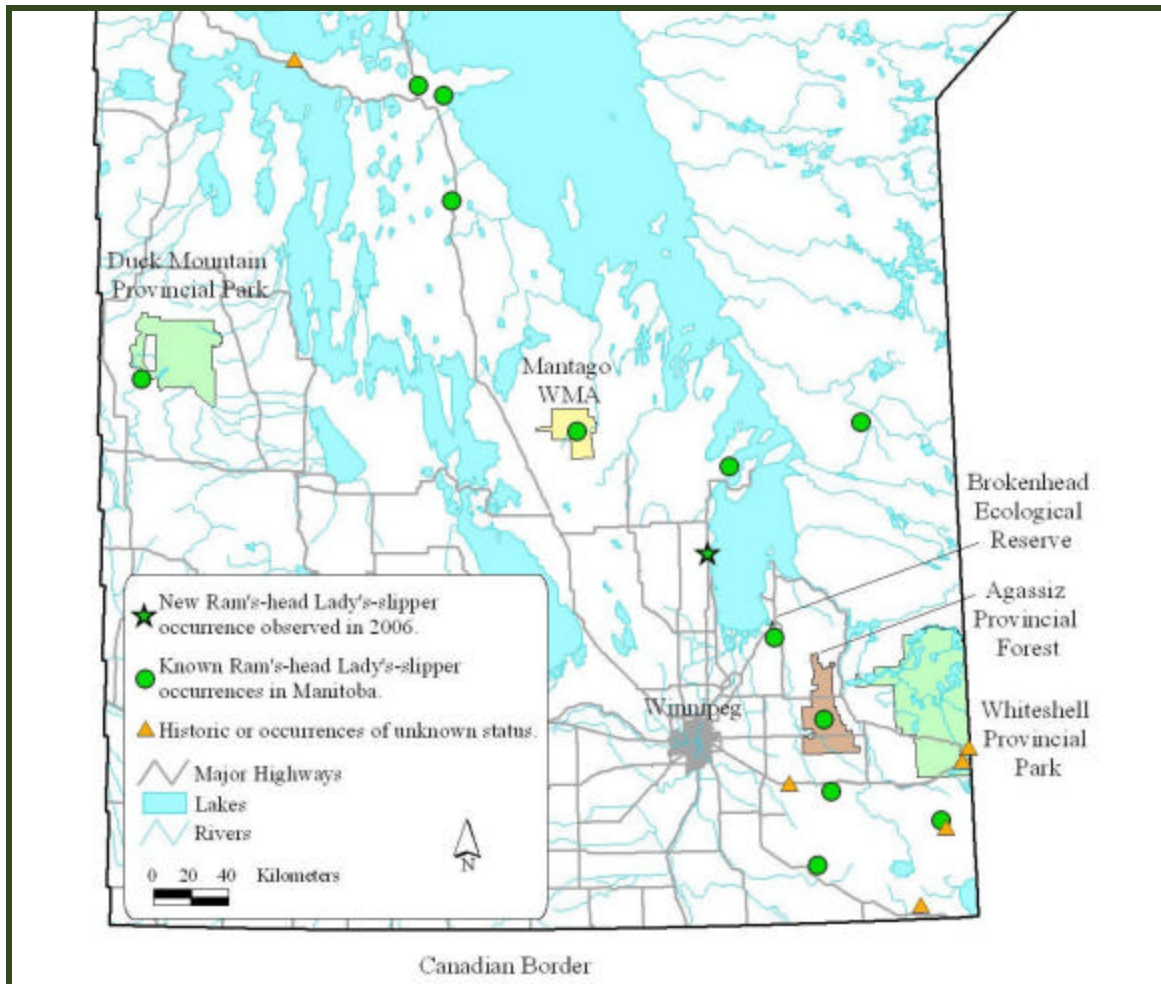 Duck Mountain
Provincial Park
Mantago
WMA
Brokenhead
Ecological
Reserve
Agassiz
Provincial
Forest
Winnipeg
Whiteshell
Provincial
Park
New Ram's-head Lady's-slipper
occurrence observed in 2006.
Known Ram's-head Lady's-slipper
occurrences in Manitoba.
Historic or occurrences of unknown status.
Major Highways
Lakes
Rivers
0 20 40 Kilometers
N
Canadian Border